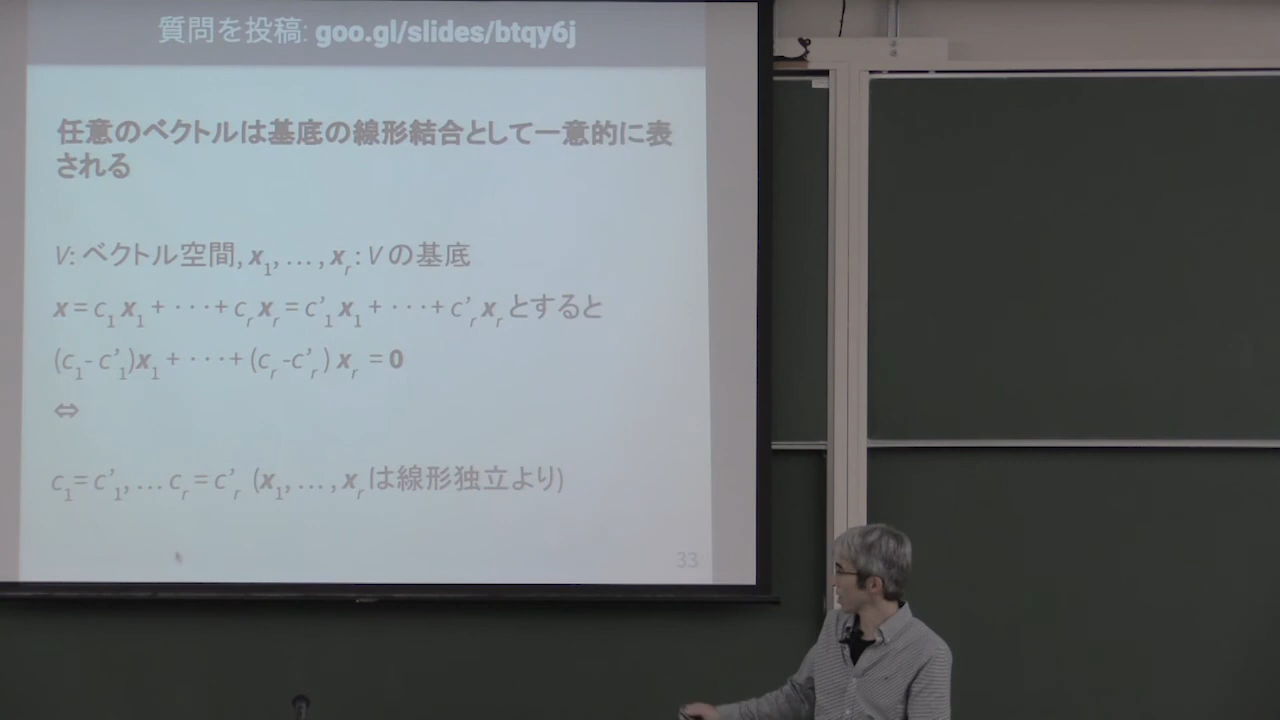 質問を投稿: goo.gl/slides/btqy6j
任意のベクトルは基底の線形結合として一意的に表
される
V: ベクトル空間, x₁, … , xᵣ : V の基底
x = c₁ x₁ + ･･･+ cᵣ xᵣ = c’₁ x₁ + ･･･+ c’ᵣ xᵣ とすると
(c₁- c’₁)x₁ + ･･･+ (cᵣ -c’ᵣ ) xᵣ = 0
⇔
c₁= c’₁, … cᵣ = c’ᵣ (x₁, … , xᵣ は線形独立より)
33